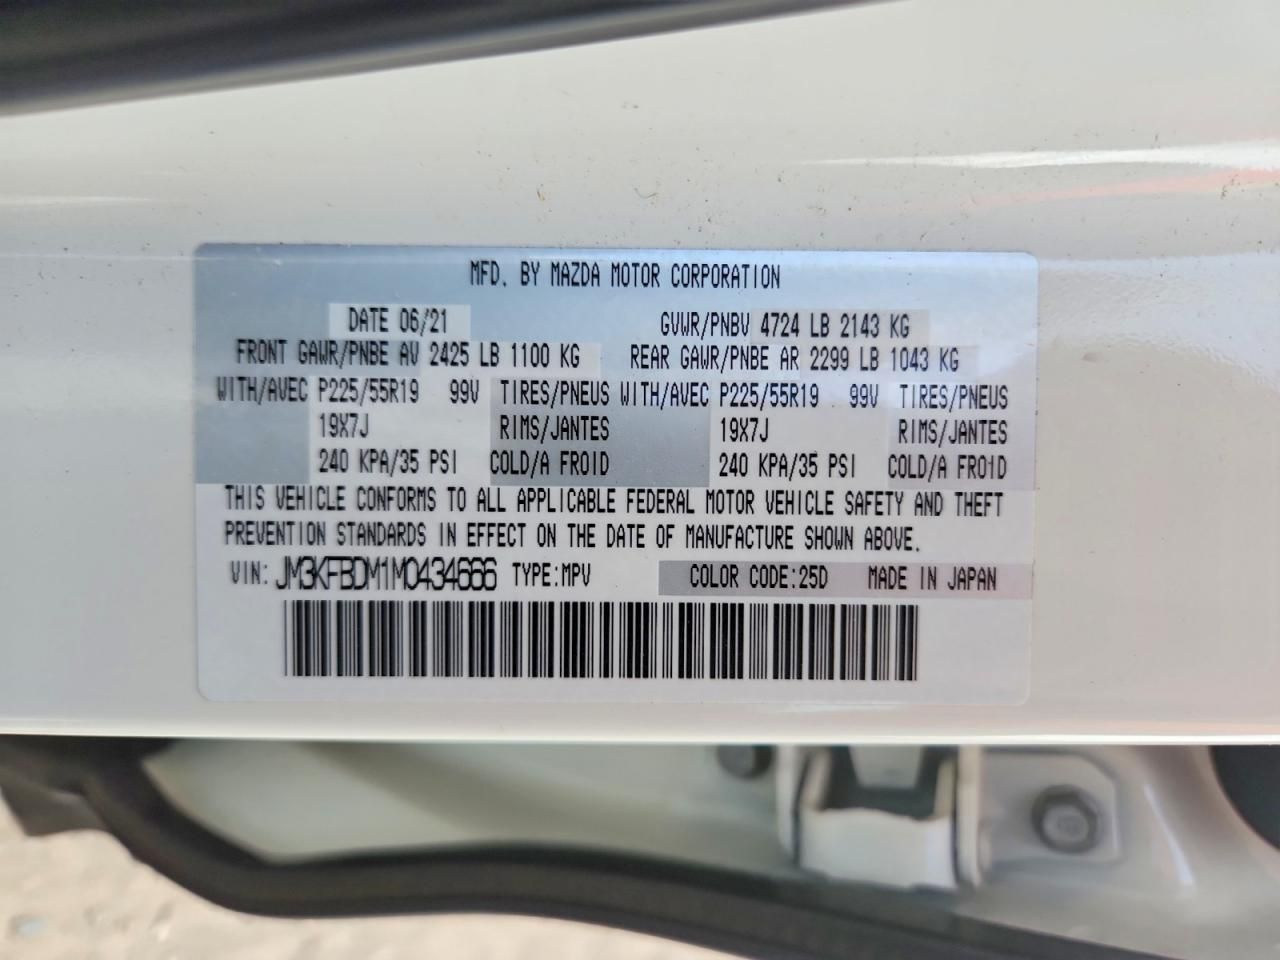 MFD. BY MAZDA MOTOR CORPORATION
DATE 06/21 GVWR/PNBV 4724 LB 2143 KG
FRONT GAWR/PNBE AV 2425 LB 1100 KG REAR GAWR/PNBE AR 2299 LB 1043 KG
WITH/AVEC P225/55R19 99V TIRES/PNEUS WITH/AVEC P225/55R19 99V TIRES/PNEUS
19X7J RIMS/JANTES 19X7J RIMS/JANTES
240 KPA/35 PSI COLD/A FROID 240 KPA/35 PSI COLD/A FROID
THIS VEHICLE CONFORMS TO ALL APPLICABLE FEDERAL MOTOR VEHICLE SAFETY AND THEFT
PREVENTION STANDARDS IN EFFECT ON THE DATE OF MANUFACTURE SHOWN ABOVE.
VIN: JM3KFBDM1M0434666 TYPE:MPV COLOR CODE:25D MADE IN JAPAN